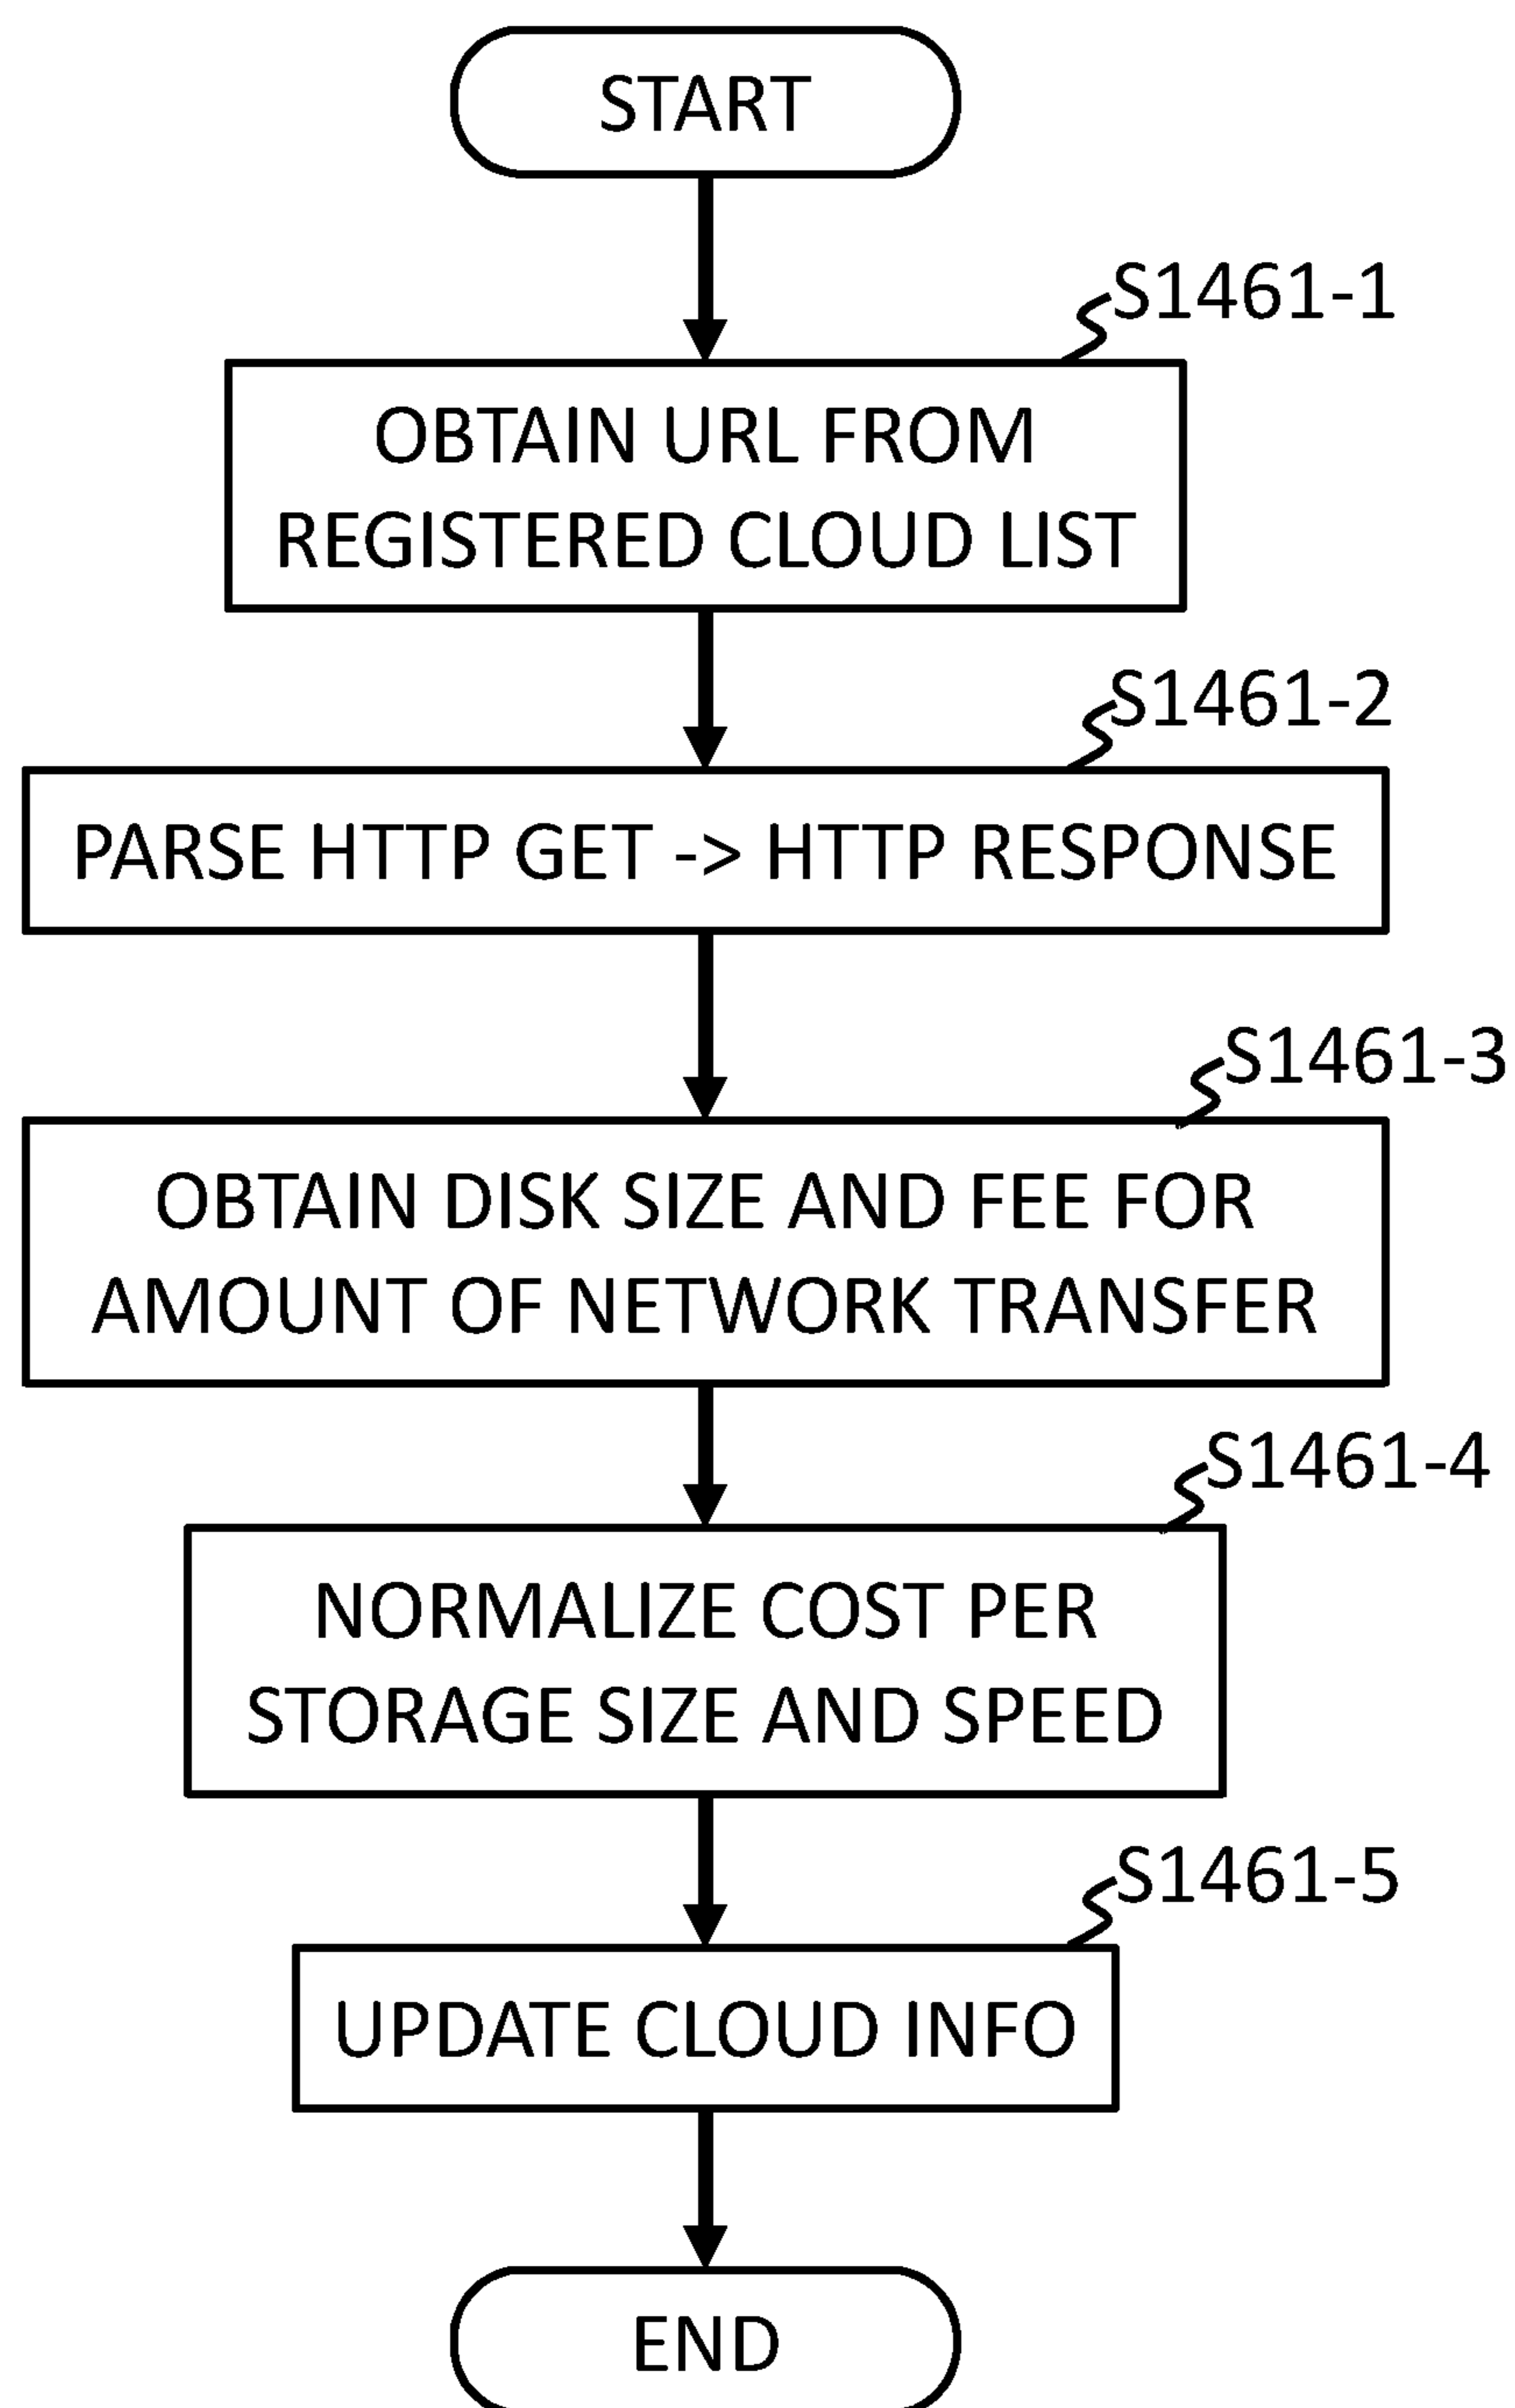 START
S1461-1
OBTAIN URL FROM
REGISTERED CLOUD LIST
S1461-2
PARSE HTTP GET -> HTTP RESPONSE
S1461-3
OBTAIN DISK SIZE AND FEE FOR
AMOUNT OF NETWORK TRANSFER
S1461-4
NORMALIZE COST PER
STORAGE SIZE AND SPEED
S1461-5
UPDATE CLOUD INFO
END